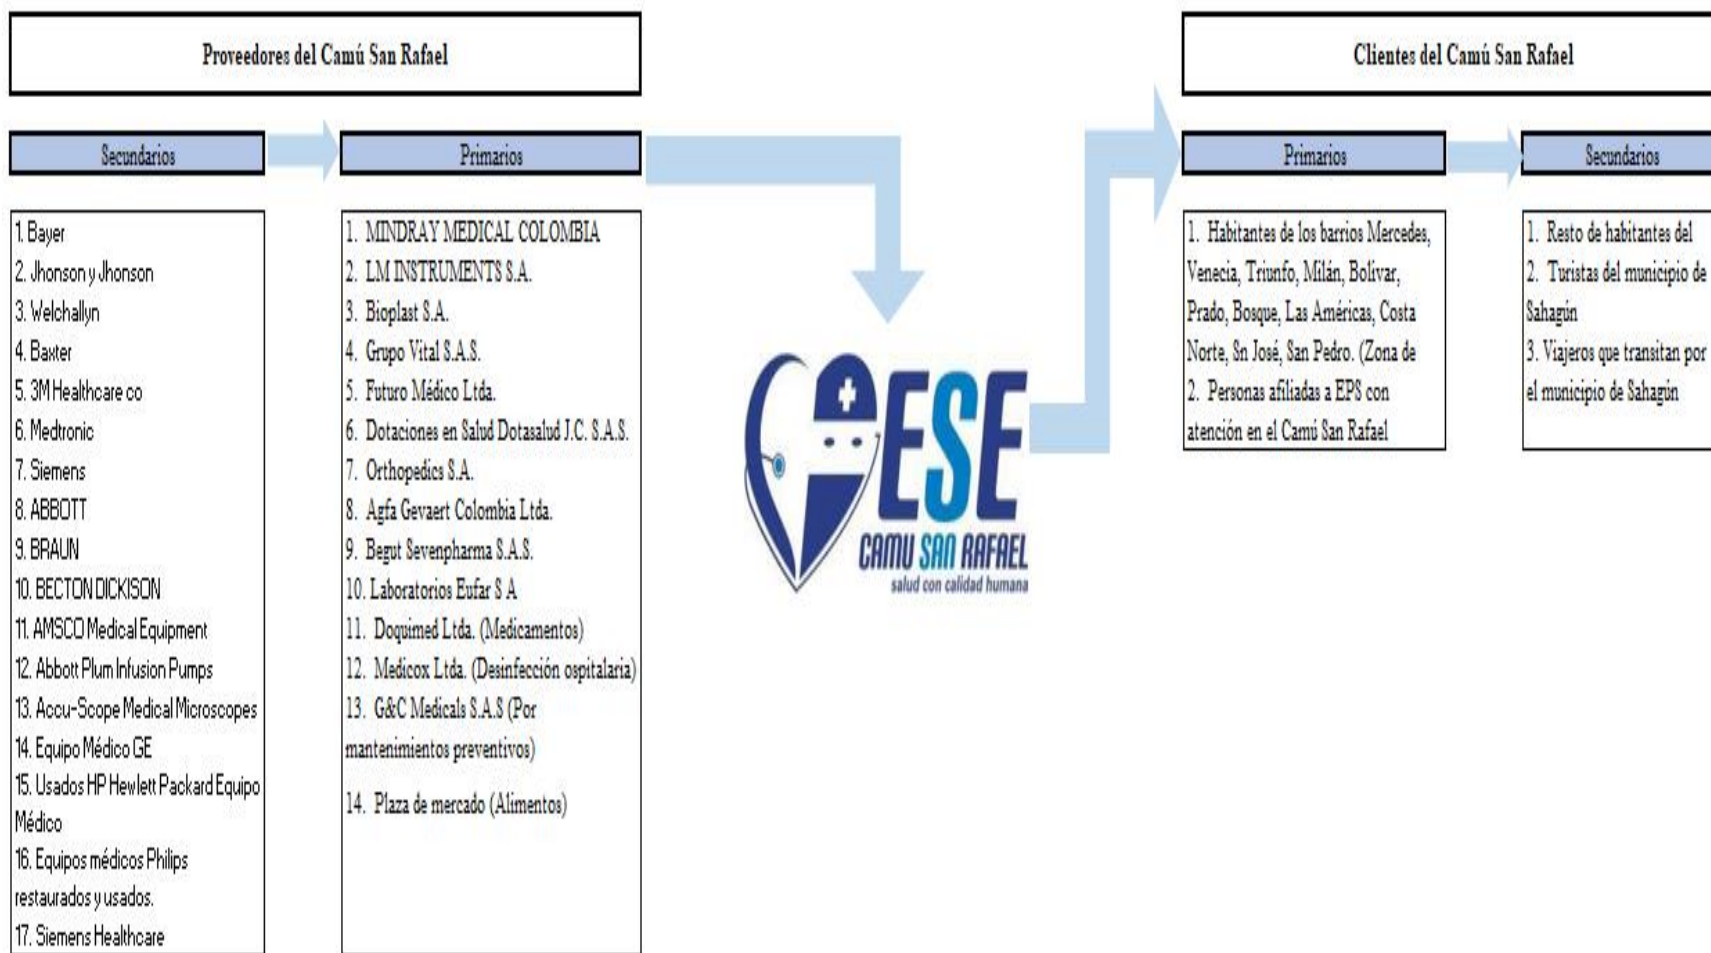 Proveedores del Camú San Rafael
Secundarios
Primarios
1. Bayer
2. Jhonson y Jhonson
3. Welchallyn
4. Baxter
5. 3M Healthcare co
6. Medtronic
7. Siemens
8. ABBOTT
9. BRAUN
10. BECTON DICKISON
11. AMSCO Medical Equipment
12. Abbott Plum Infusion Pumps
13. Accu-Scope Medical Microscopes
14. Equipo Médico GE
15. Usados HP Hewlett Packard Equipo
Médico
16. Equipos médicos Philips
restaurados y usados.
17. Siemens Healthcare
1. MINDRAY MEDICAL COLOMBIA
2. LM INSTRUMENTS S.A.
3. Bioplast S.A.
4. Grupo Vital S.A.S.
5. Futuro Médico Ltda.
6. Dotaciones en Salud Dotasalud J.C. S.A.S.
7. Orthopedics S.A.
8. Agfa Gevaert Colombia Ltda.
9. Begut Sevenpharma S.A.S.
10. Laboratorios Eufar S A
11. Doquimed Ltda. (Medicamentos)
12. Medicox Ltda. (Desinfección ospitalaria)
13. G&C Medicals S.A.S (Por
mantenimientos preventivos)
14. Plaza de mercado (Alimentos)
ESE
CAMU SAN RAFAEL
salud con calidad humana
Clientes del Camú San Rafael
Primarios
Secundarios
1. Habitantes de los barrios Mercedes,
Venecia, Triunfo, Milán, Bolívar,
Prado, Bosque, Las Américas, Costa
Norte, Sn José, San Pedro. (Zona de
2. Personas afiliadas a EPS con
atención en el Camú San Rafael
1. Resto de habitantes del
2. Turistas del municipio de
Sahagún
3. Viajeros que transitan por
el municipio de Sahagún